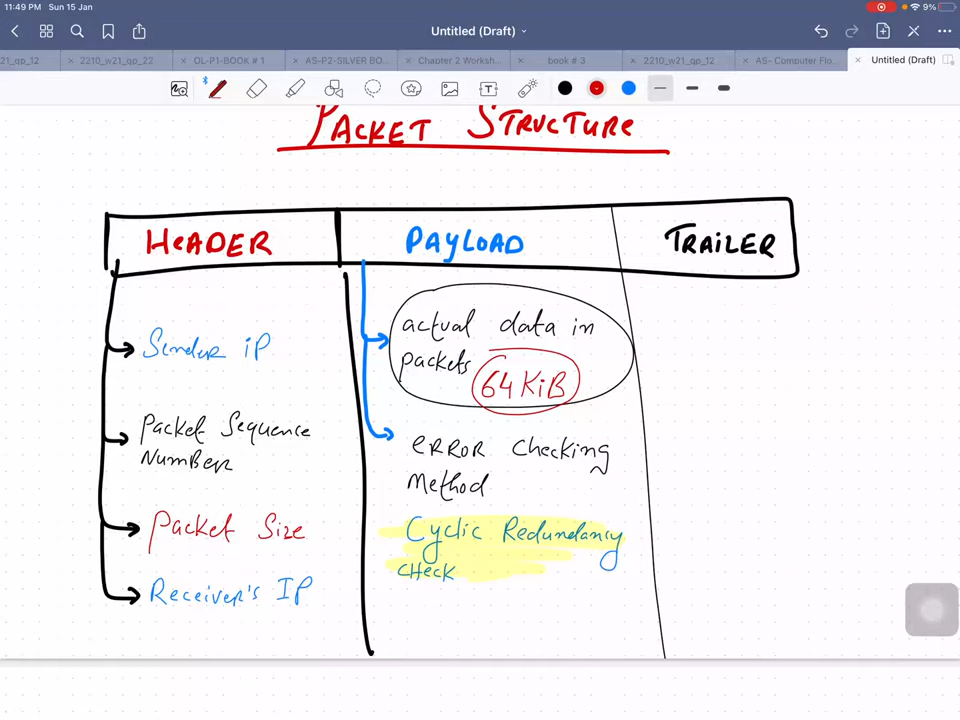 11:49 PM Sun 15 Jan
9%
Untitled (Draft)
21_qp_12
2210_w21_qp_22
OL-P1-BOOK # 1
AS-P2-SILVER BO...
Chapter 2 Worksh...
book # 3
2210_w21_qp_12
AS- Computer Flo...
Untitled (Draft)
PACKET STRUCTURE
HEADER PAYLOAD TRAILER
Sender iP
Packet Sequence
NumBer
Packet Size
Receiver's IP
actual data in
packets 64 KiB
eRROR checking
Method
Cyclic Redundancy
CHecK